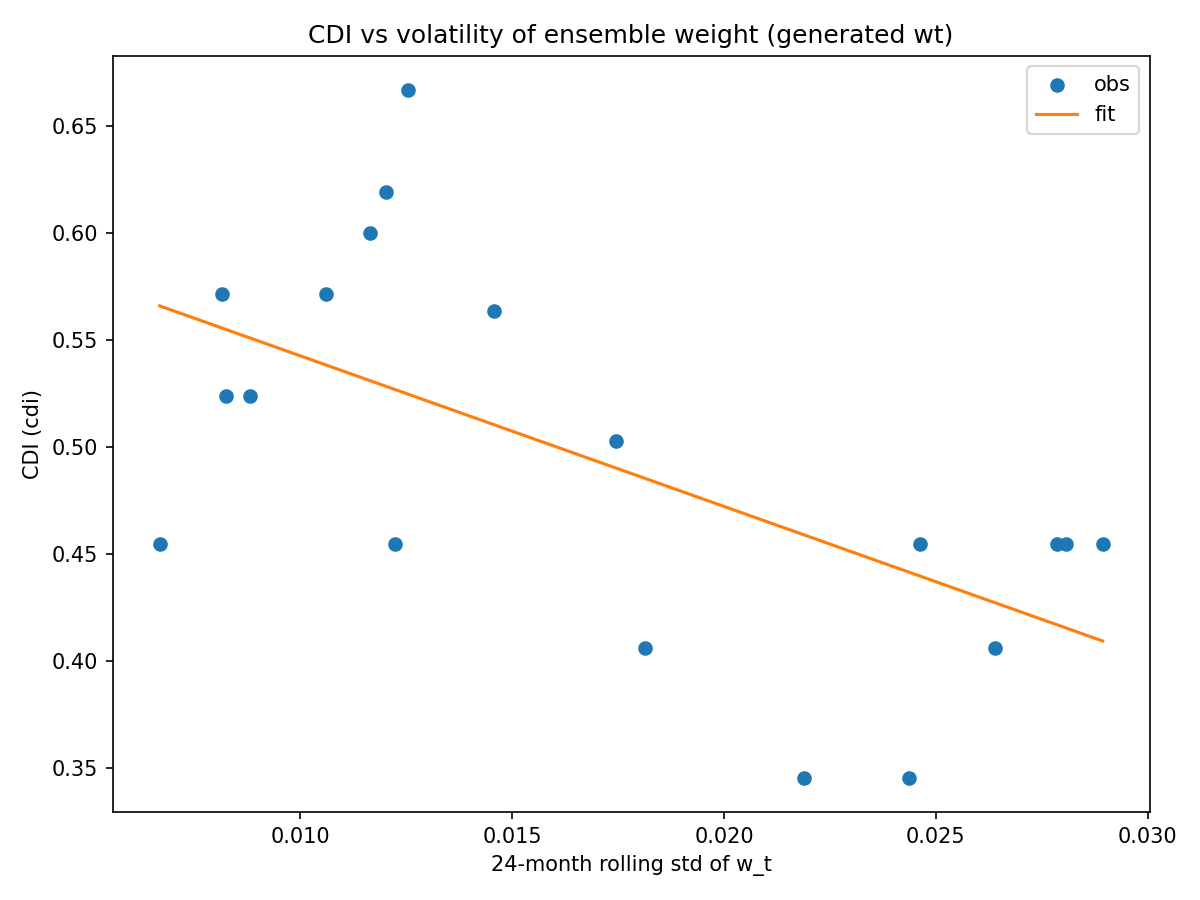 CDI vs volatility of ensemble weight (generated wt)
obs
fit
CDI (cdi)
0.65
0.60
0.55
0.50
0.45
0.40
0.35
0.010
0.015
0.020
0.025
0.030
24-month rolling std of w_t